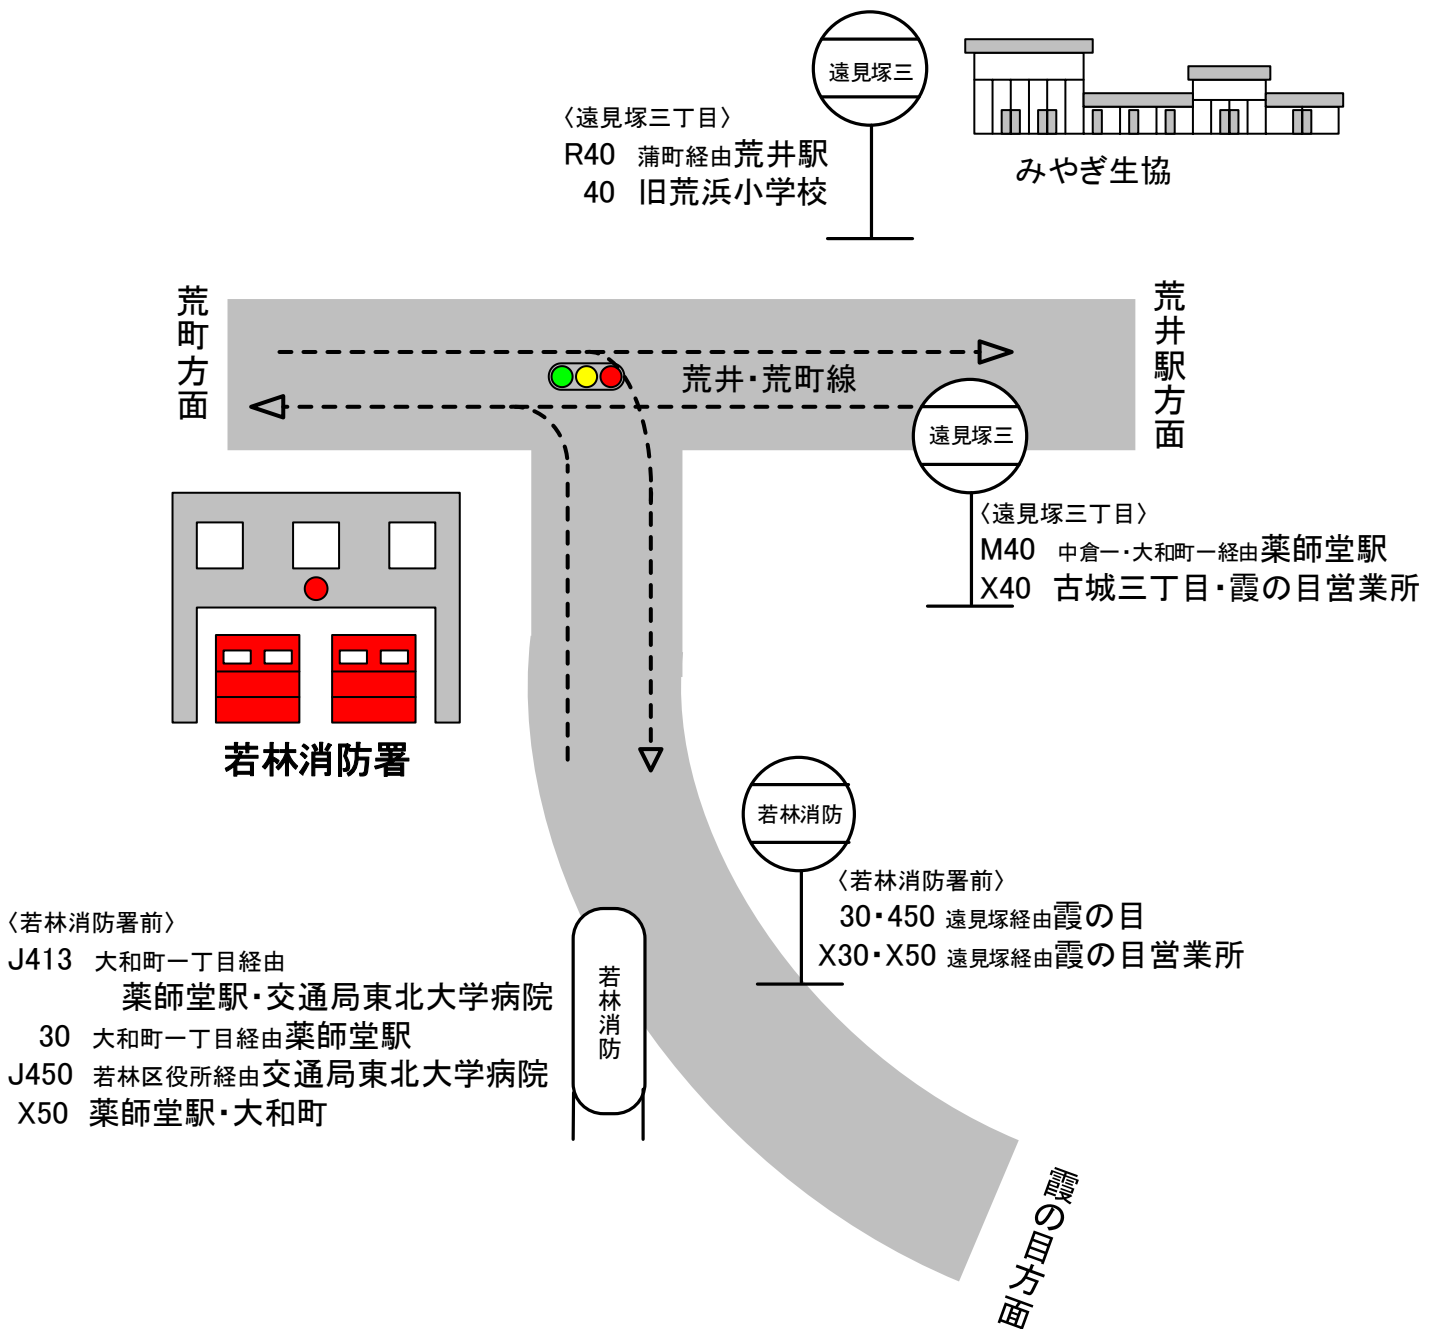 遠見塚三
〈遠見塚三丁目〉
R40 蒲町経由荒井駅
40 旧荒浜小学校
みやぎ生協
荒町方面
荒井駅方面
荒井・荒町線
遠見塚三
〈遠見塚三丁目〉
M40 中倉一・大和町一経由薬師堂駅
X40 古城三丁目・霞の目営業所
若林消防署
若林消防
〈若林消防署前〉
30・450 遠見塚経由霞の目
X30・X50 遠見塚経由霞の目営業所
〈若林消防署前〉
J413 大和町一丁目経由
薬師堂駅・交通局東北大学病院
30 大和町一丁目経由薬師堂駅
J450 若林区役所経由交通局東北大学病院
X50 薬師堂駅・大和町
若林消防
霞の目方面